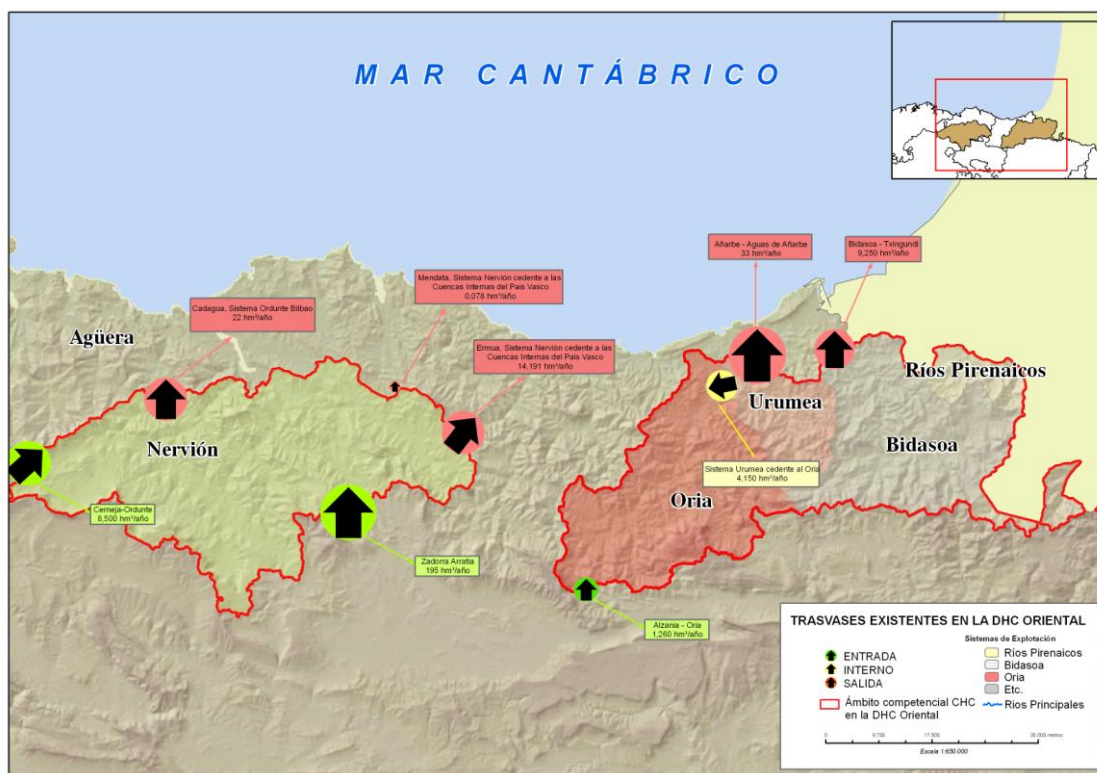 MAR CANTÁBRICO
Añarbe - Aguas de Añarbe
33 hm³/año
Bidasoa - Txingundi
9,250 hm³/año
Mendata, Sistema Nervión cedente a las
Cuencas Internas del País Vasco
0,078 hm³/año
Cadagua, Sistema Ordunte Bilbao
22 hm³/año
Agüera
Ermua, Sistema Nervión cedente a las
Cuencas Internas del País Vasco
14,191 hm³/año
Ríos Pirenaicos
Urumea
Nervión
Bidasoa
Sistema Urumea cedente al Oria
4,150 hm³/año
Oria
Cerneja-Ordunte
8,500 hm³/año
Zadorra Arratia
195 hm³/año
Alzania - Oria
1,260 hm³/año
TRASVASES EXISTENTES EN LA DHC ORIENTAL
Sistemas de Explotación
ENTRADA
INTERNO
SALIDA
Ámbito competencial CHC
en la DHC Oriental
Ríos Pirenaicos
Bidasoa
Oria
Etc.
Rios Principales
0
Escala 1:650.000